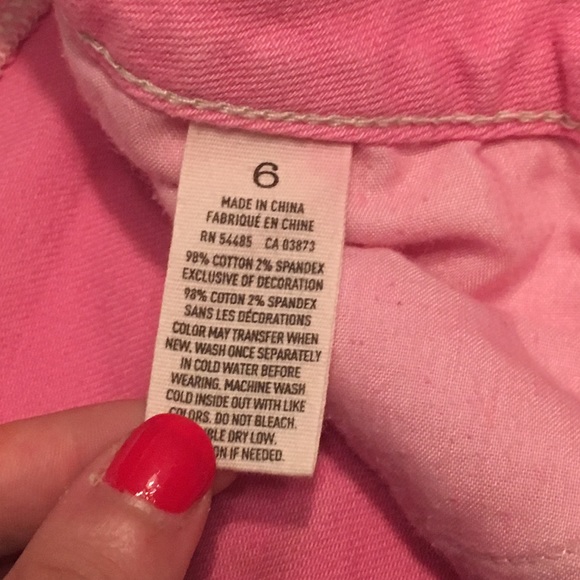 6
MADE IN CHINA
FABRIQUÉ EN CHINE
RN 54485 CA 03873
98% COTTON 2% SPANDEX
EXCLUSIVE OF DECORATION
98% COTON 2% SPANDEX
SANS LES DÉCORATIONS
COLOR MAY TRANSFER WHEN
NEW. WASH ONCE SEPARATELY
IN COLD WATER BEFORE
WEARING. MACHINE WASH
COLD INSIDE OUT WITH LIKE
COLORS. DO NOT BLEACH.
DRY LOW.
IF NEEDED.